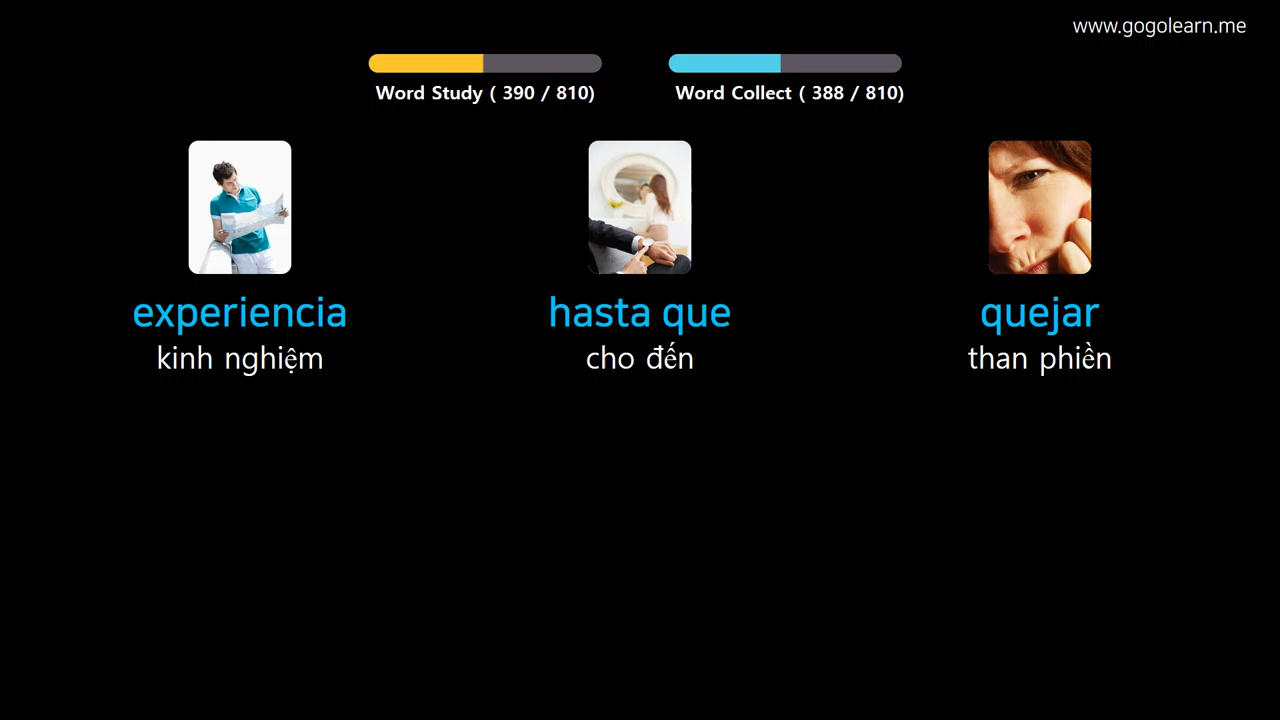 www.gogolearn.me
Word Study ( 390 / 810)
Word Collect ( 388 / 810)
experiencia
kinh nghiệm
hasta que
cho đến
quejar
than phiền